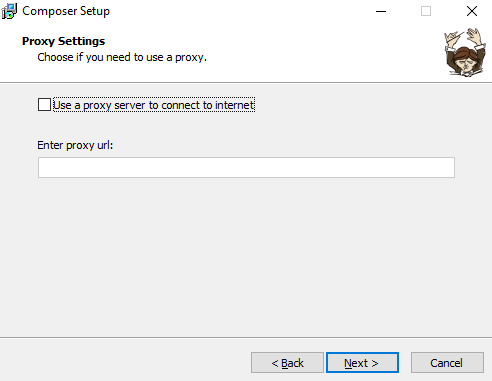 Composer Setup
Proxy Settings
Choose if you need to use a proxy.
Use a proxy server to connect to internet
Enter proxy url:
< Back
Next >
Cancel